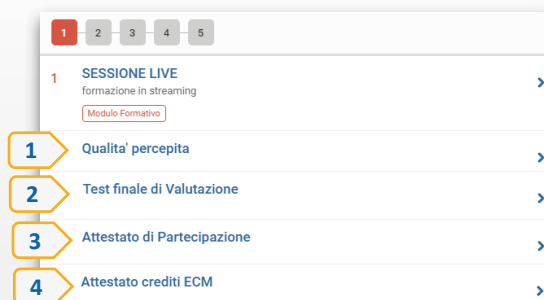 1 2 3 4 5
1 SESSIONE LIVE
formazione in streaming
Modulo Formativo
1 Qualita' percepita
2 Test finale di Valutazione
3 Attestato di Partecipazione
4 Attestato crediti ECM